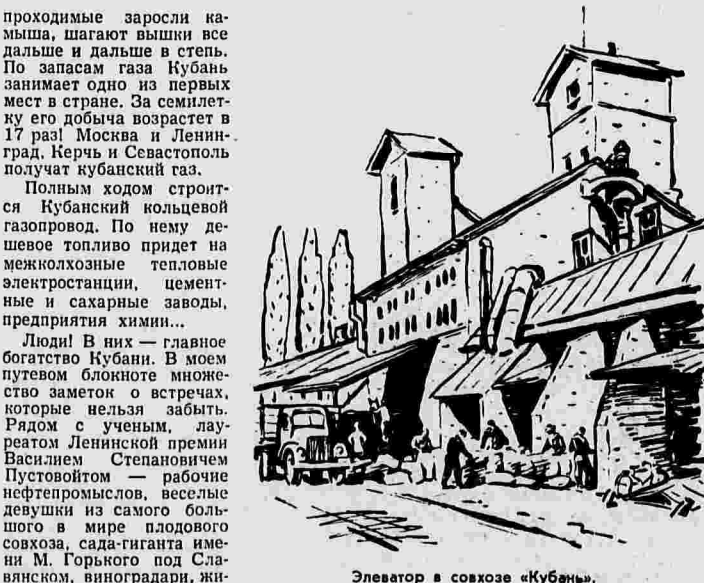 проходимые заросли ка-
мыша, шагают вышки все
дальше и дальше в степь.
По запасам газа Кубань
занимает одно из первых
мест в стране. За семилет-
ку его добыча возрастет в
17 раз! Москва и Ленин-
град, Керчь и Севастополь
получат кубанский газ.
Полным ходом строит-
ся Кубанский кольцевой
газопровод. По нему де-
шевое топливо придет на
межколхозные тепловые
электростанции, цемент-
ные и сахарные заводы,
предприятия химии...
Люди! В них — главное
богатство Кубани. В моем
путевом блокноте множе-
ство заметок о встречах,
которые нельзя забыть.
Рядом с ученым, лау-
реатом Ленинской премии
Василием Степановичем
Пустовойтом — рабочие
нефтепромыслов, веселые
девушки из самого боль-
шого в мире плодового
совхоза, сада-гиганта име-
ни М. Горького под Сла-
вянском, виноградари, жи-
Элеватор в совхозе «Кубань».